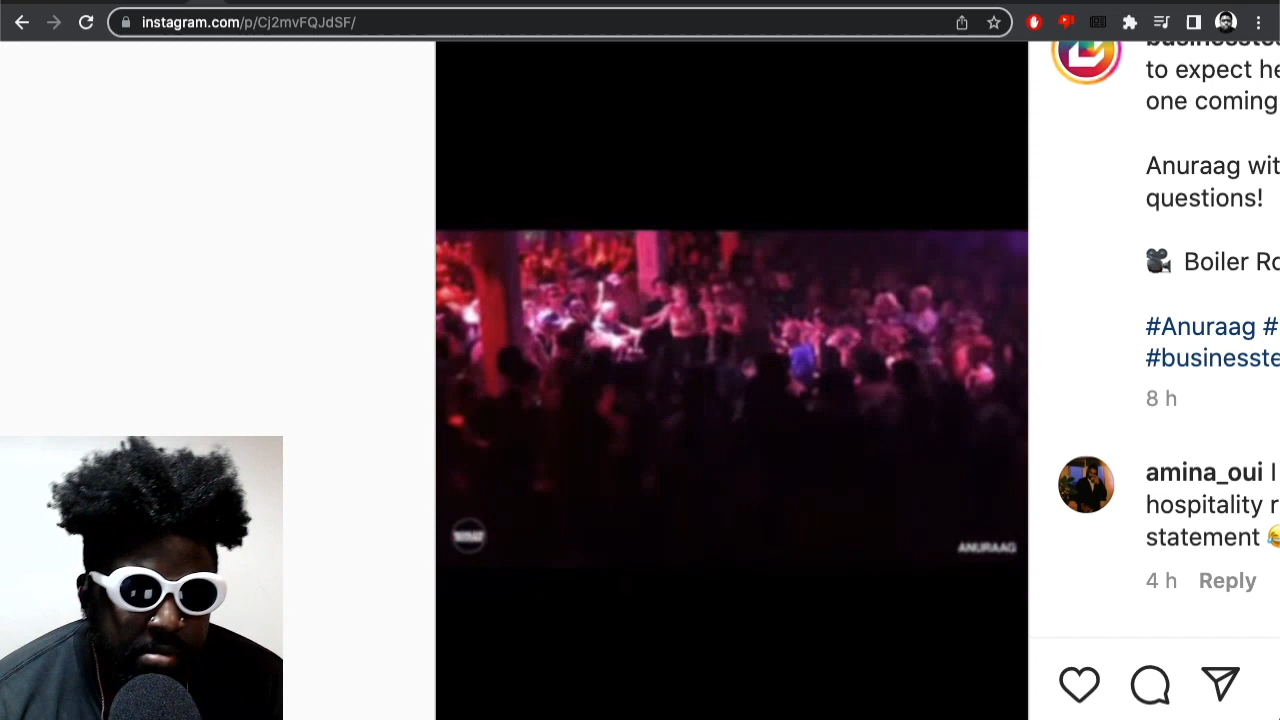 instagram.com/p/Cj2mvFQJdSF/
to expect he
one coming
Anuraag wit
questions!
Boiler Ro
#Anuraag #
#businesste
8 h
amina_oui I
hospitality r
statement
4 h Reply
ANURAAG